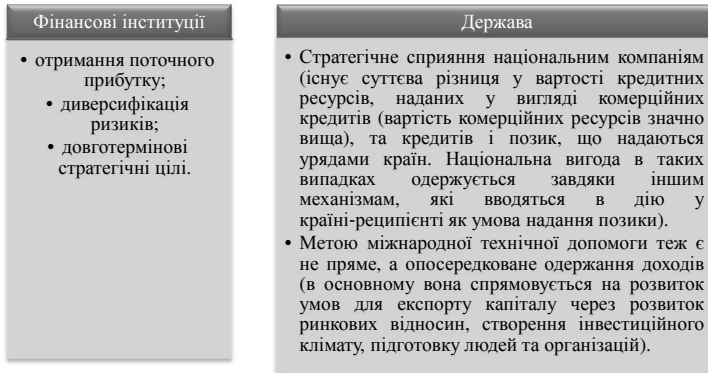 Фінансові інституції
• отримання поточного
прибутку;
• диверсифікація
ризиків;
• довготермінові
стратегічні цілі.
Держава
• Стратегічне сприяння національним компаніям
(існує суттєва різниця у вартості кредитних
ресурсів, наданих у вигляді комерційних
кредитів (вартість комерційних ресурсів значно
вища), та кредитів і позик, що надаються
урядами країн. Національна вигода в таких
випадках одержується завдяки іншим
механізмам, які вводяться в дію у
країні-реципієнті як умова надання позики).
• Метою міжнародної технічної допомоги теж є
не пряме, а опосередковане одержання доходів
(в основному вона спрямовується на розвиток
умов для експорту капіталу через розвиток
ринкових відносин, створення інвестиційного
клімату, підготовку людей та організацій).